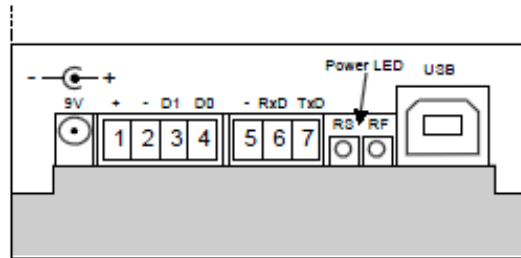 - +
Power LED
USB
9V + - D1 D0 - RxD TxD
RS RF
1 2 3 4 5 6 7